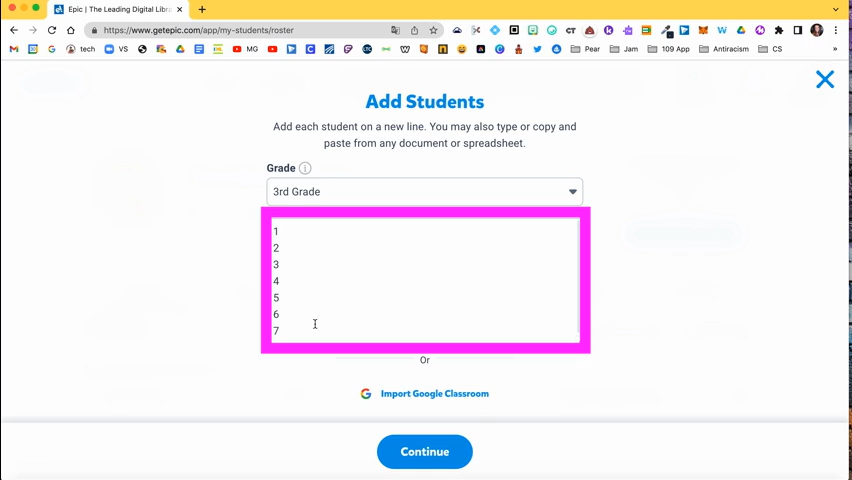 Epic | The Leading Digital Libra
https://www.getepic.com/app/my-students/roster
tech
VS
MG
CT
Pear
Jam
109 App
Antiracism
CS
Add Students
Add each student on a new line. You may also type or copy and
paste from any document or spreadsheet.
Grade
3rd Grade
1
2
3
4
5
6
7
Or
Import Google Classroom
Continue